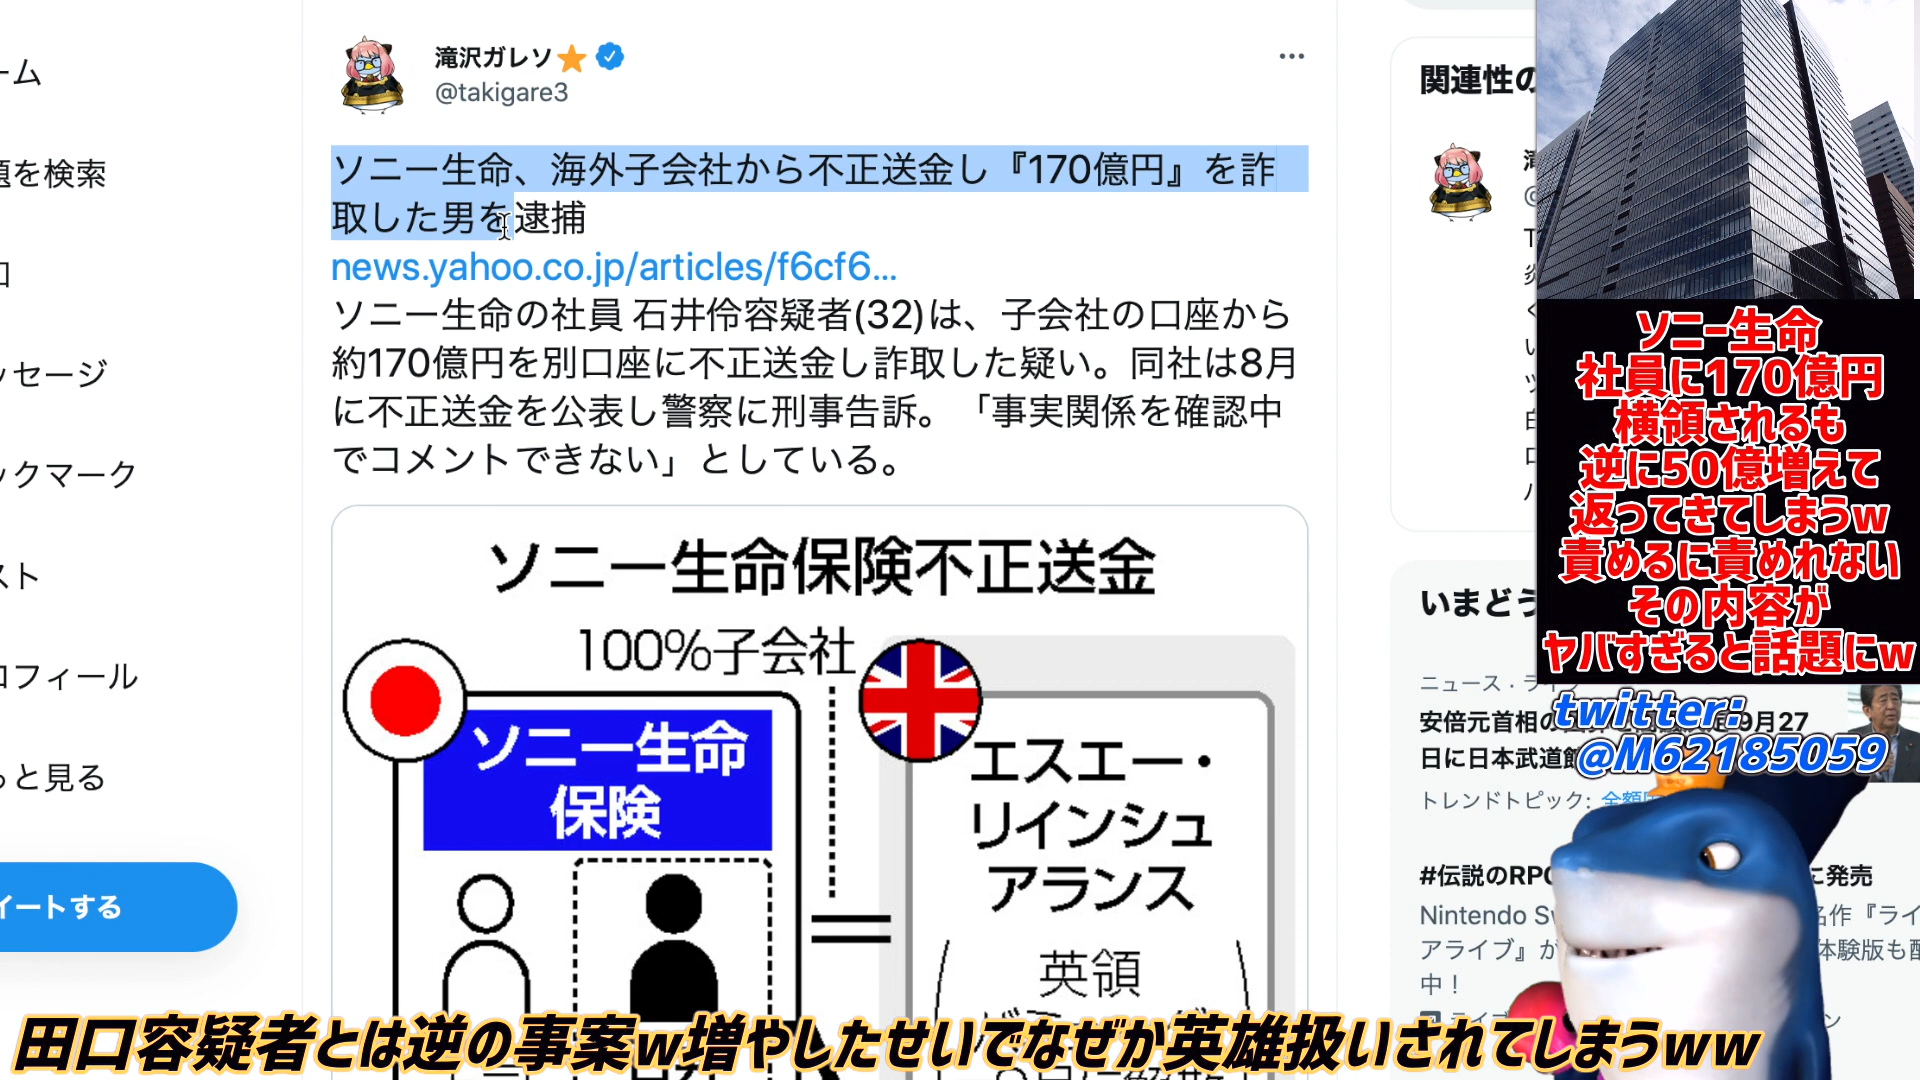 ーム
題を検索
ッセージ
ックマーク
スト
ロフィール
っと見る
イートする
滝沢ガレソ
@takigare3
ソニー生命、海外子会社から不正送金し『170億円』を詐
取した男を逮捕
news.yahoo.co.jp/articles/f6cf6...
ソニー生命の社員 石井伶容疑者(32)は、子会社の口座から
約170億円を別口座に不正送金し詐取した疑い。同社は8月
に不正送金を公表し警察に刑事告訴。「事実関係を確認中
でコメントできない」としている。
ソニー生命保険不正送金
100%子会社
ソニー生命
保険
エスエー・
リインシュ
アランス
英領
関連性の
いまどう
ニュース・ライ
安倍元首相の
9月27
日に日本武道館
トレンドトピック: 全額
#伝説のRPG
に発売
Nintendo Sw
名作『ライ
アライブ』が
体験版も配
中！
ソニー生命
社員に170億円
横領されるも
逆に50億増えて
返ってきてしまうw
責めるに責めれない
その内容が
ヤバすぎると話題にw
twitter:
@M62185059
田口容疑者とは逆の事案w増やしたせいでなぜか英雄扱いされてしまうww